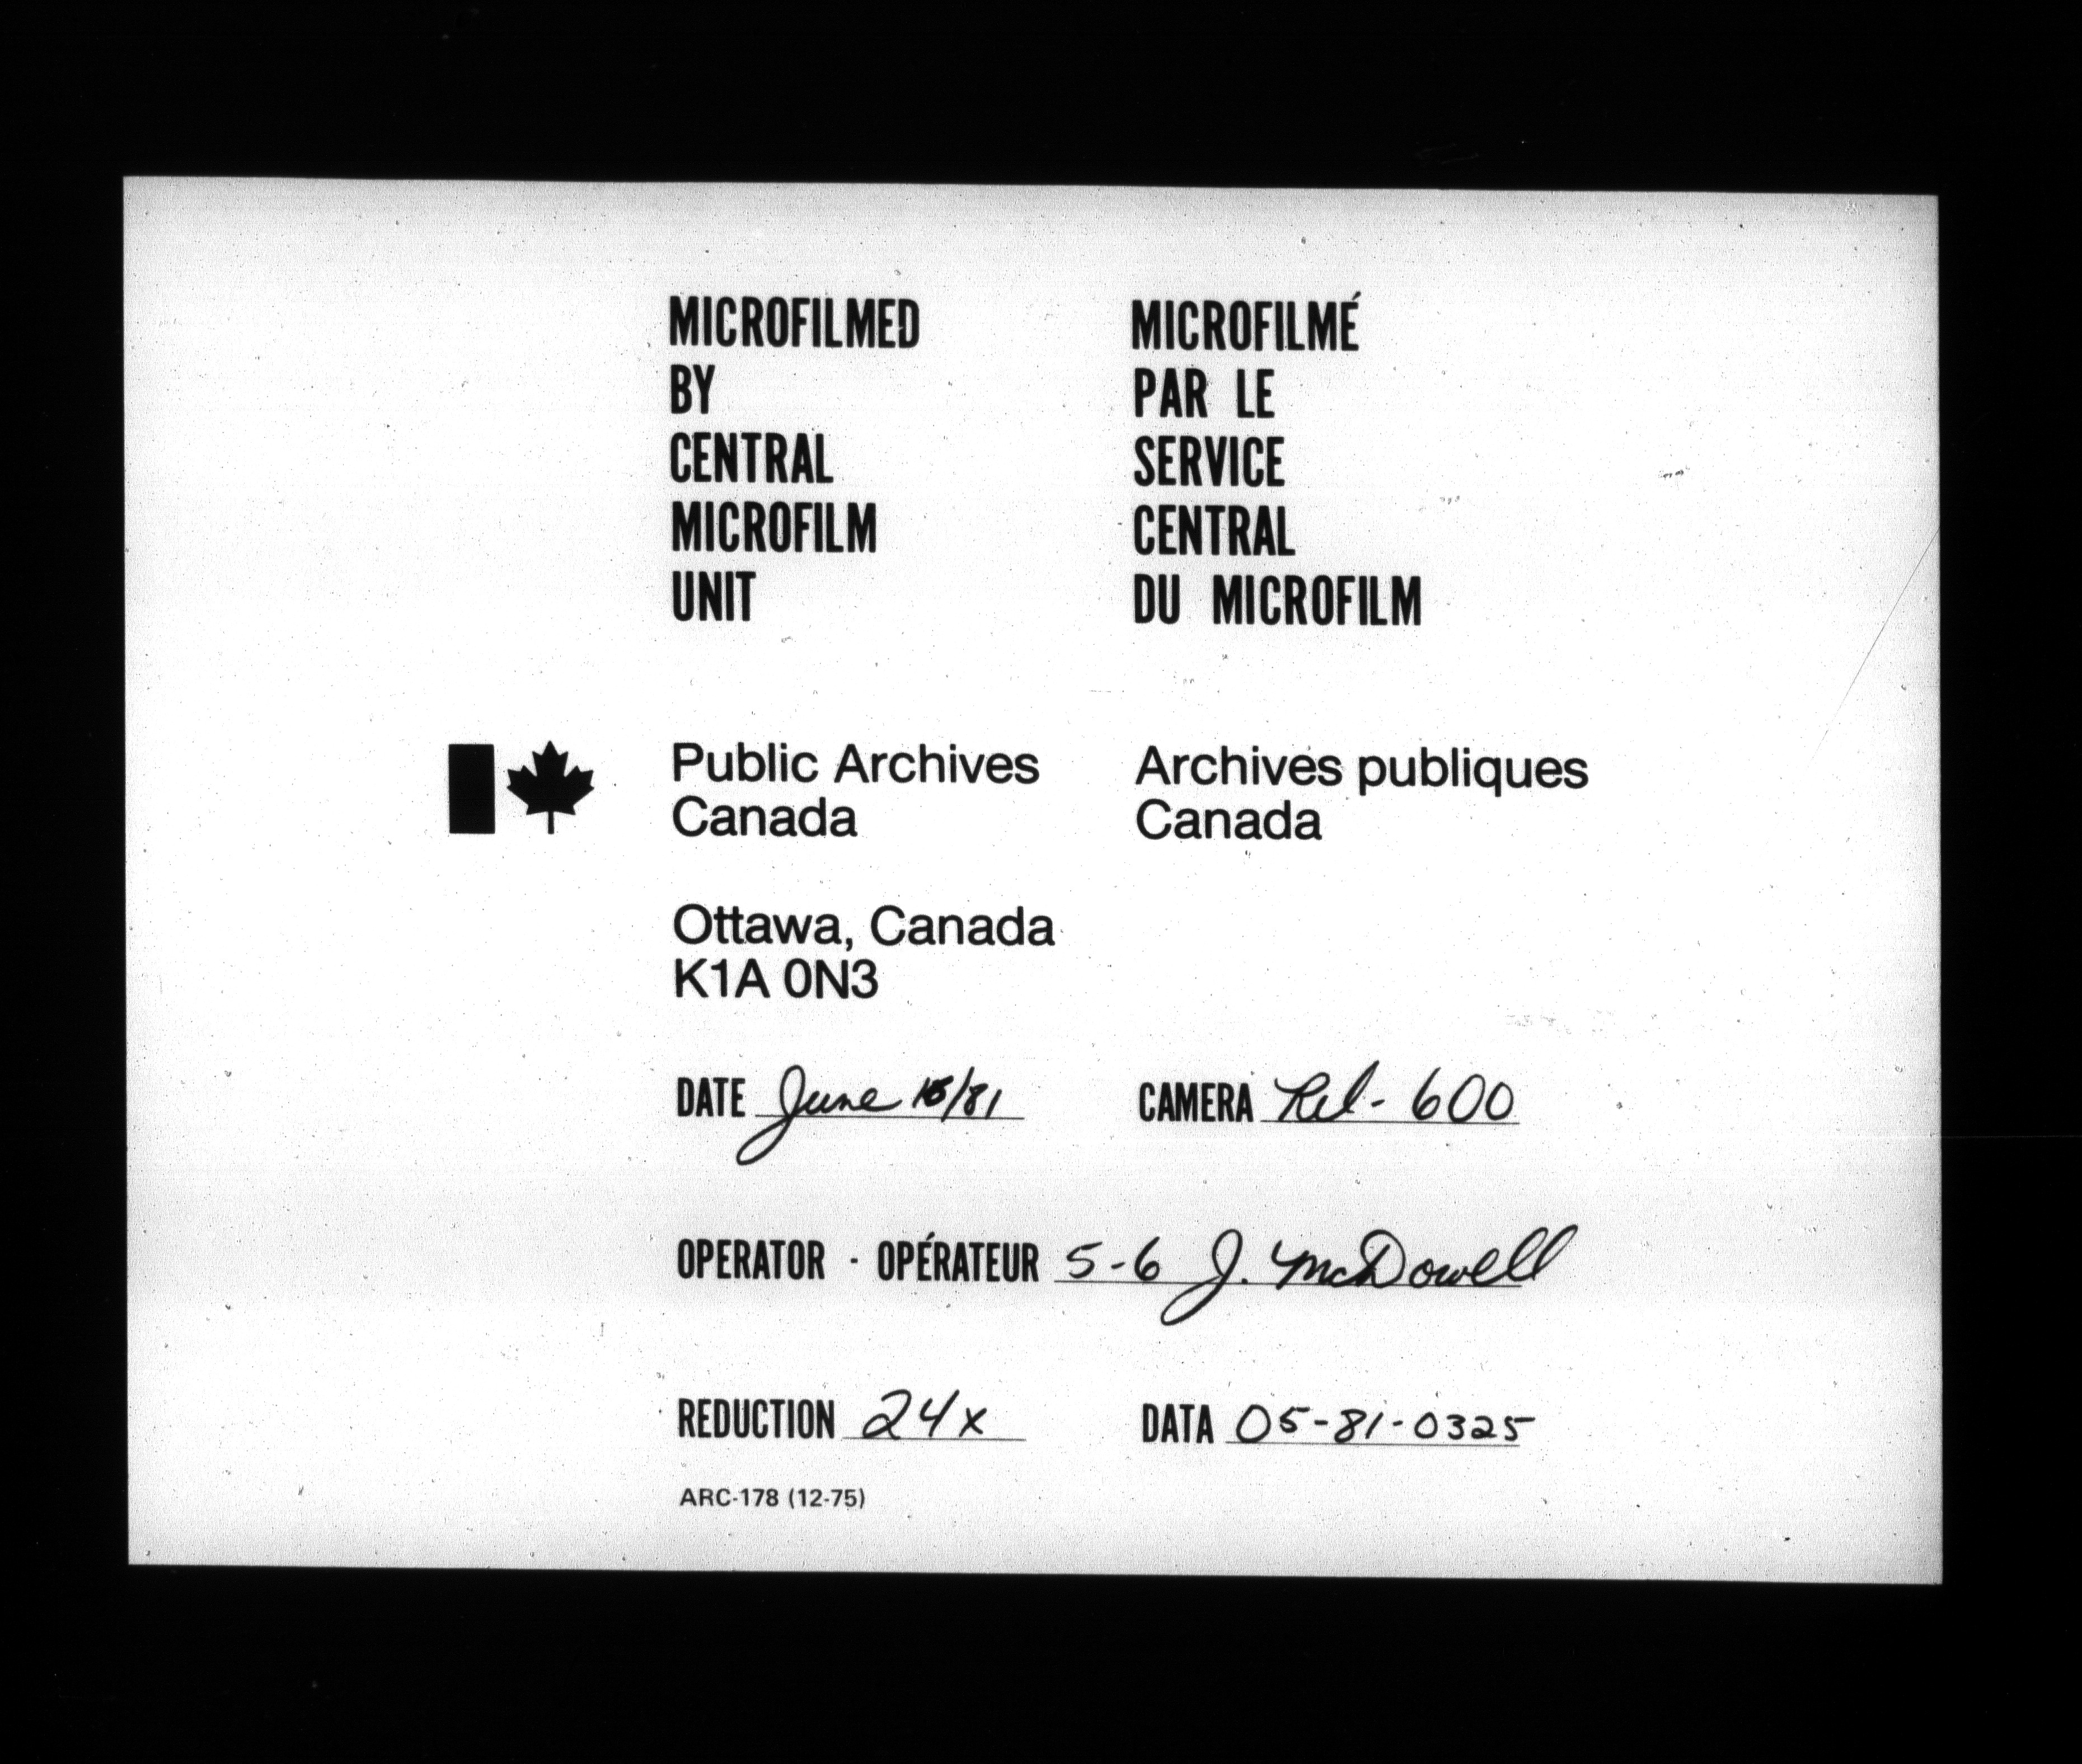 MICROFILMED
BY
CENTRAL
MICROFILM
UNIT
MICROFILMÉ
PAR LE
SERVICE
CENTRAL
DU MICROFILM
Public Archives
Canada
Archives publiques
Canada
Ottawa, Canada
K1A 0N3
DATE June /81
CAMERA Rel- 600
OPERATOR - OPÉRATEUR 5-6 J. McDowell
REDUCTION 24x
DATA 05-81-0325
ARC-178 (12-75)